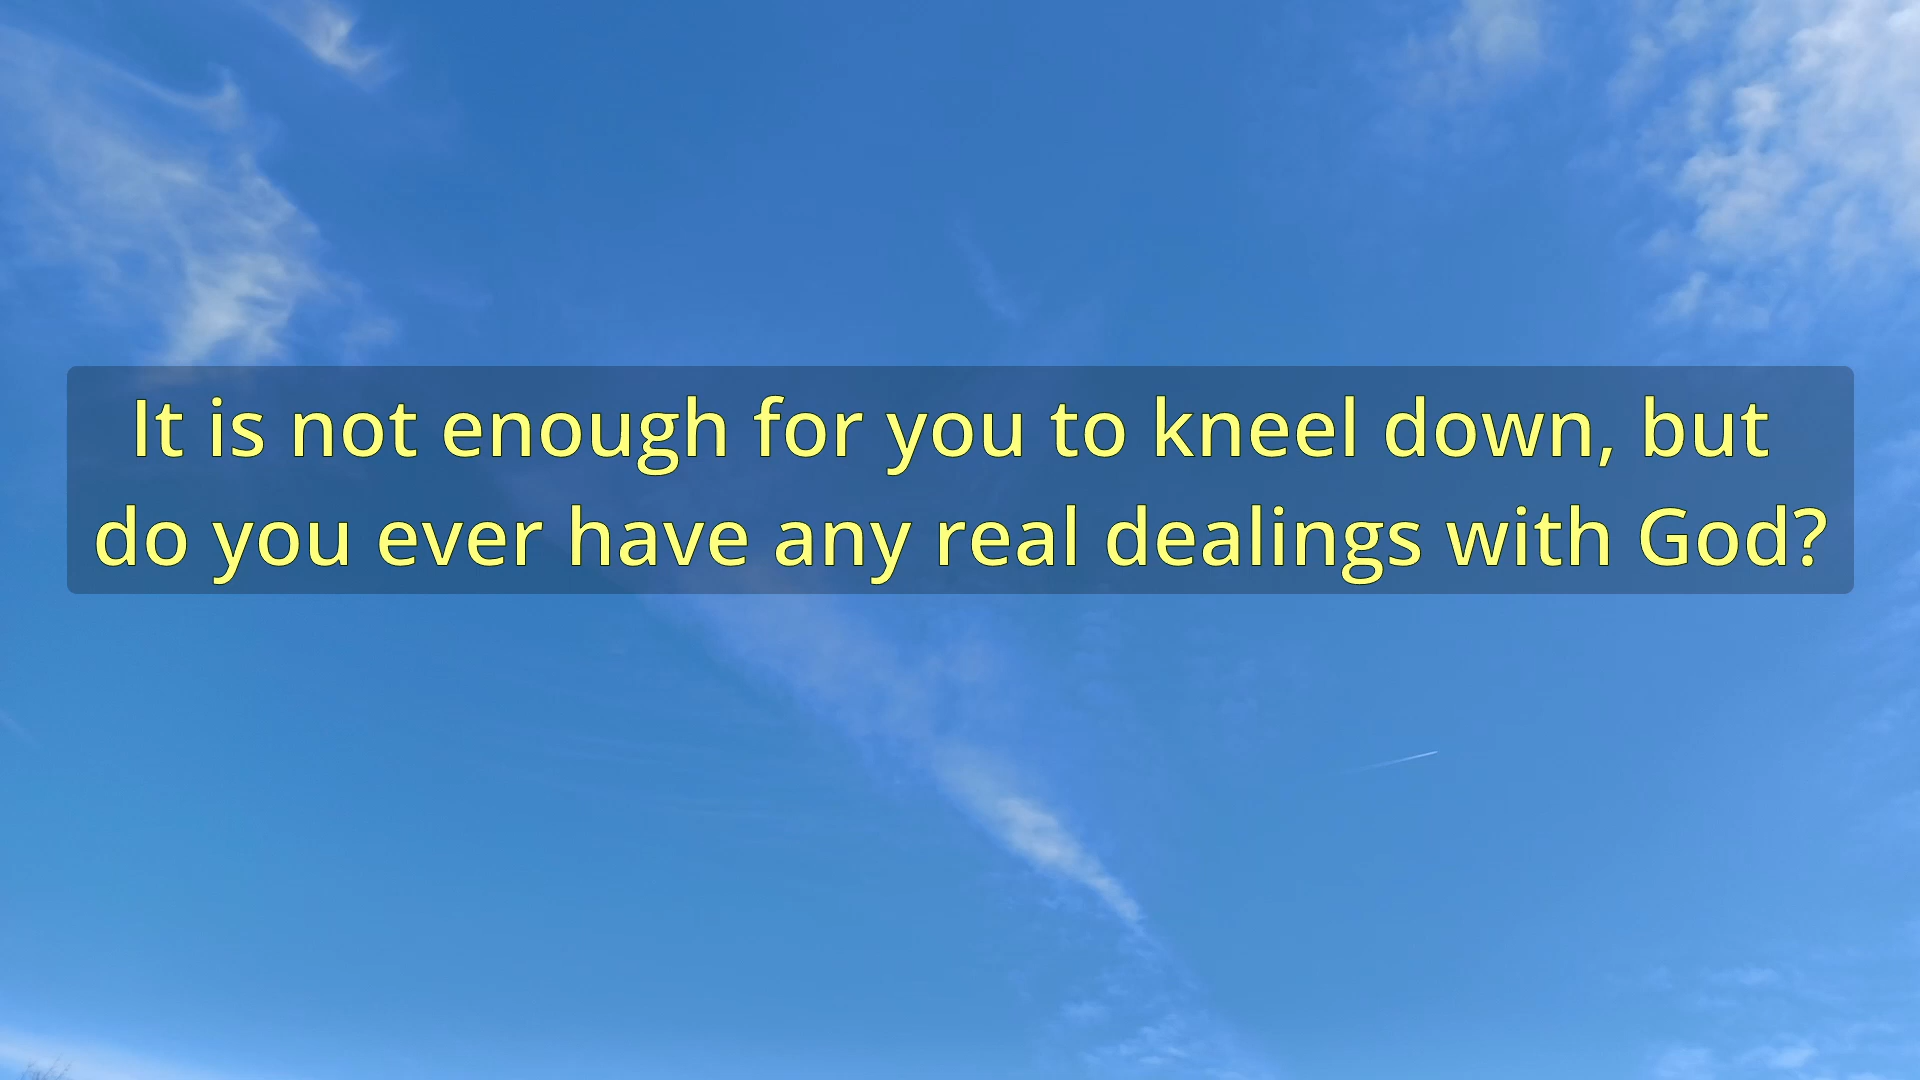 It is not enough for you to kneel down, but
do you ever have any real dealings with God?